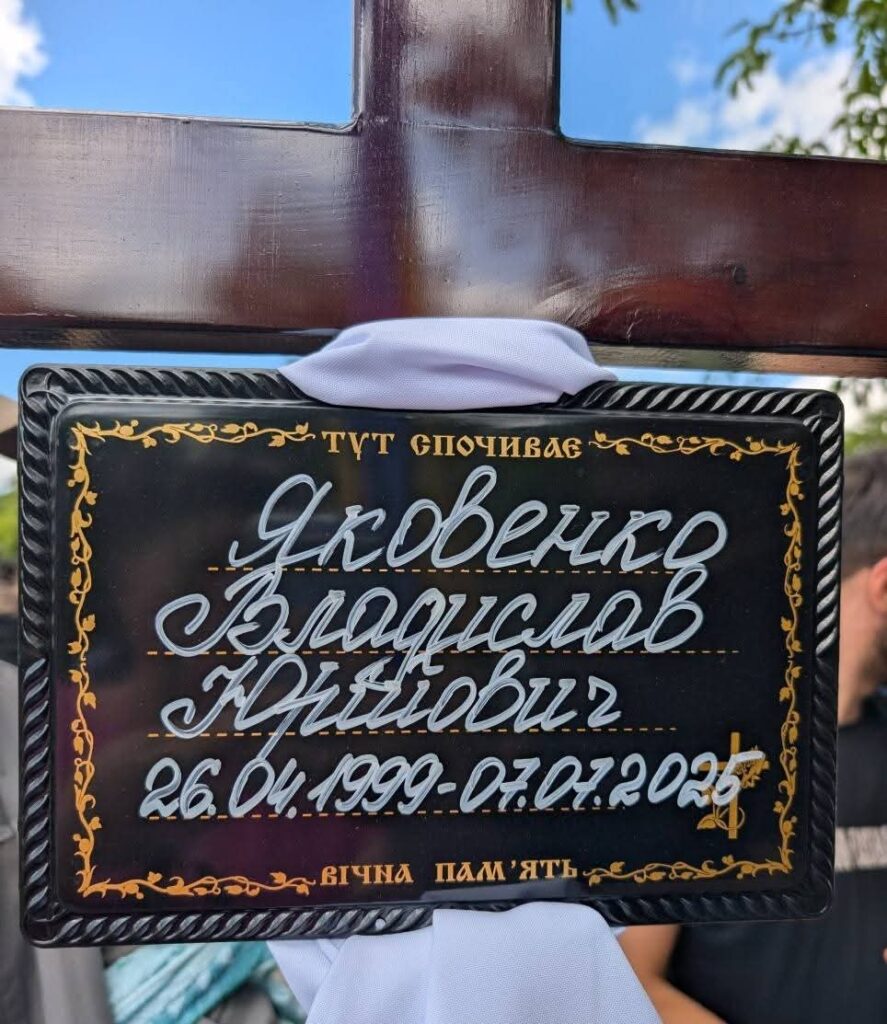 ТУТ СПОЧИВАЄ
Яковенко
Владислав
Юрійович
26.04.1999-07.07.2025
ВІЧНА ПАМ'ЯТЬ